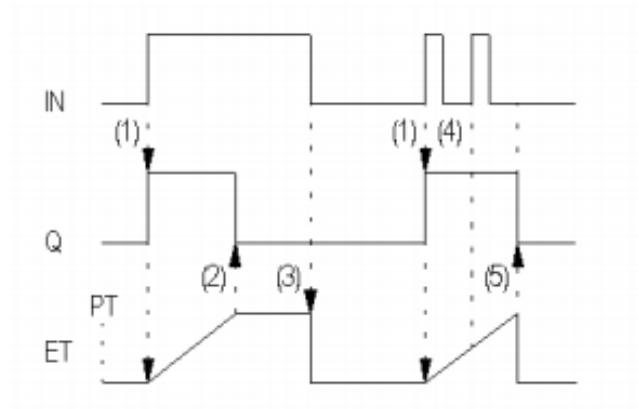 IN
(1) (1) (4)
Q
(2) (3) (5)
PT
ET